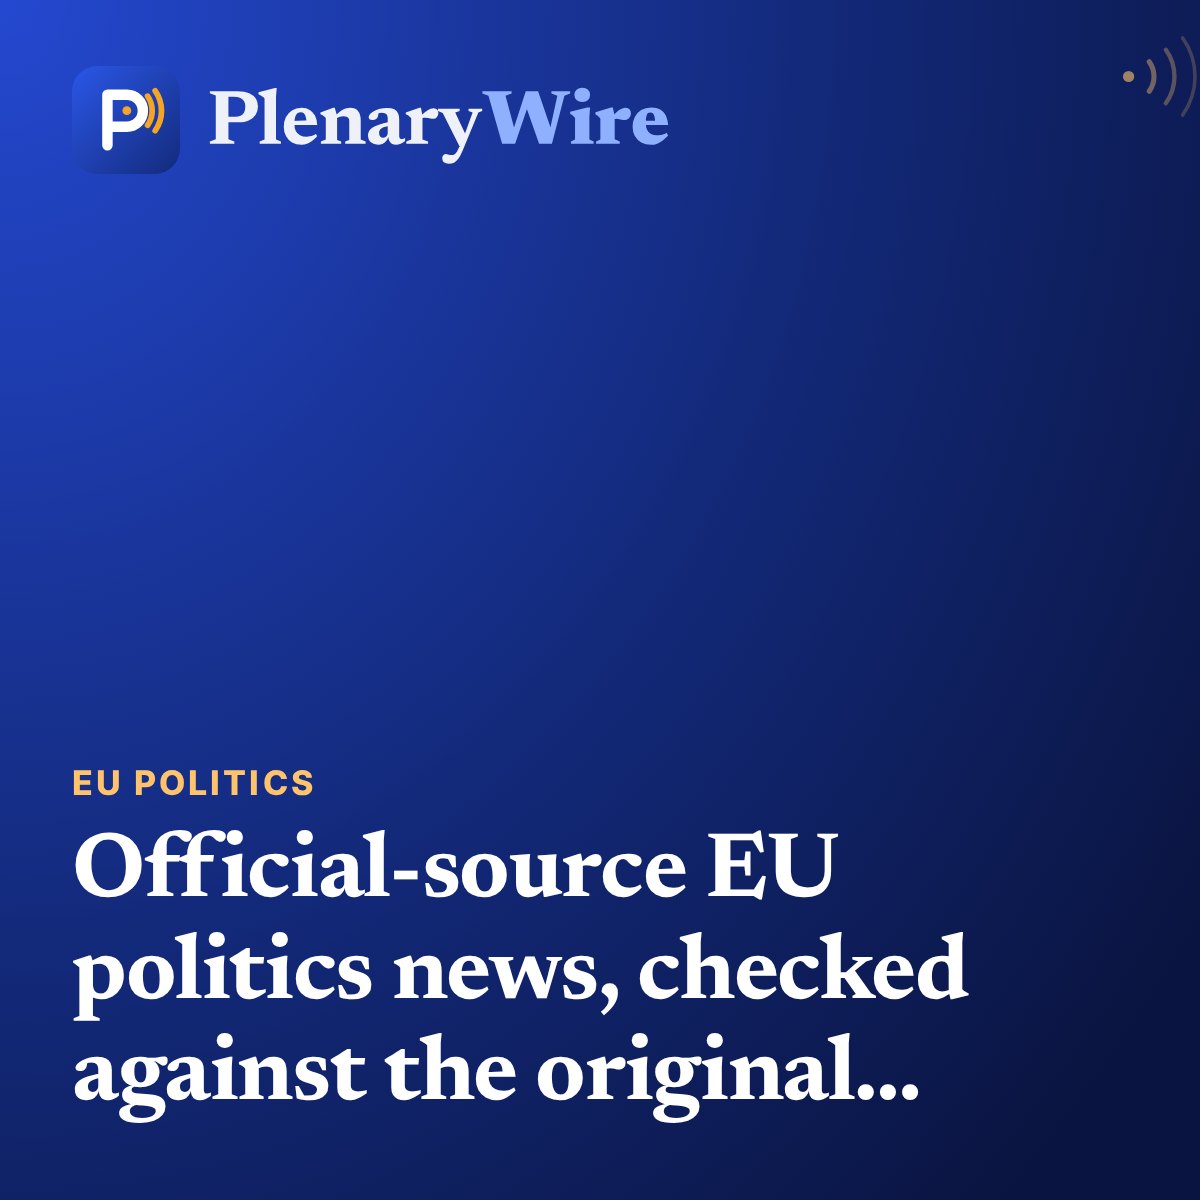 PlenaryWire
EU POLITICS
Official-source EU
politics news, checked
against the original...